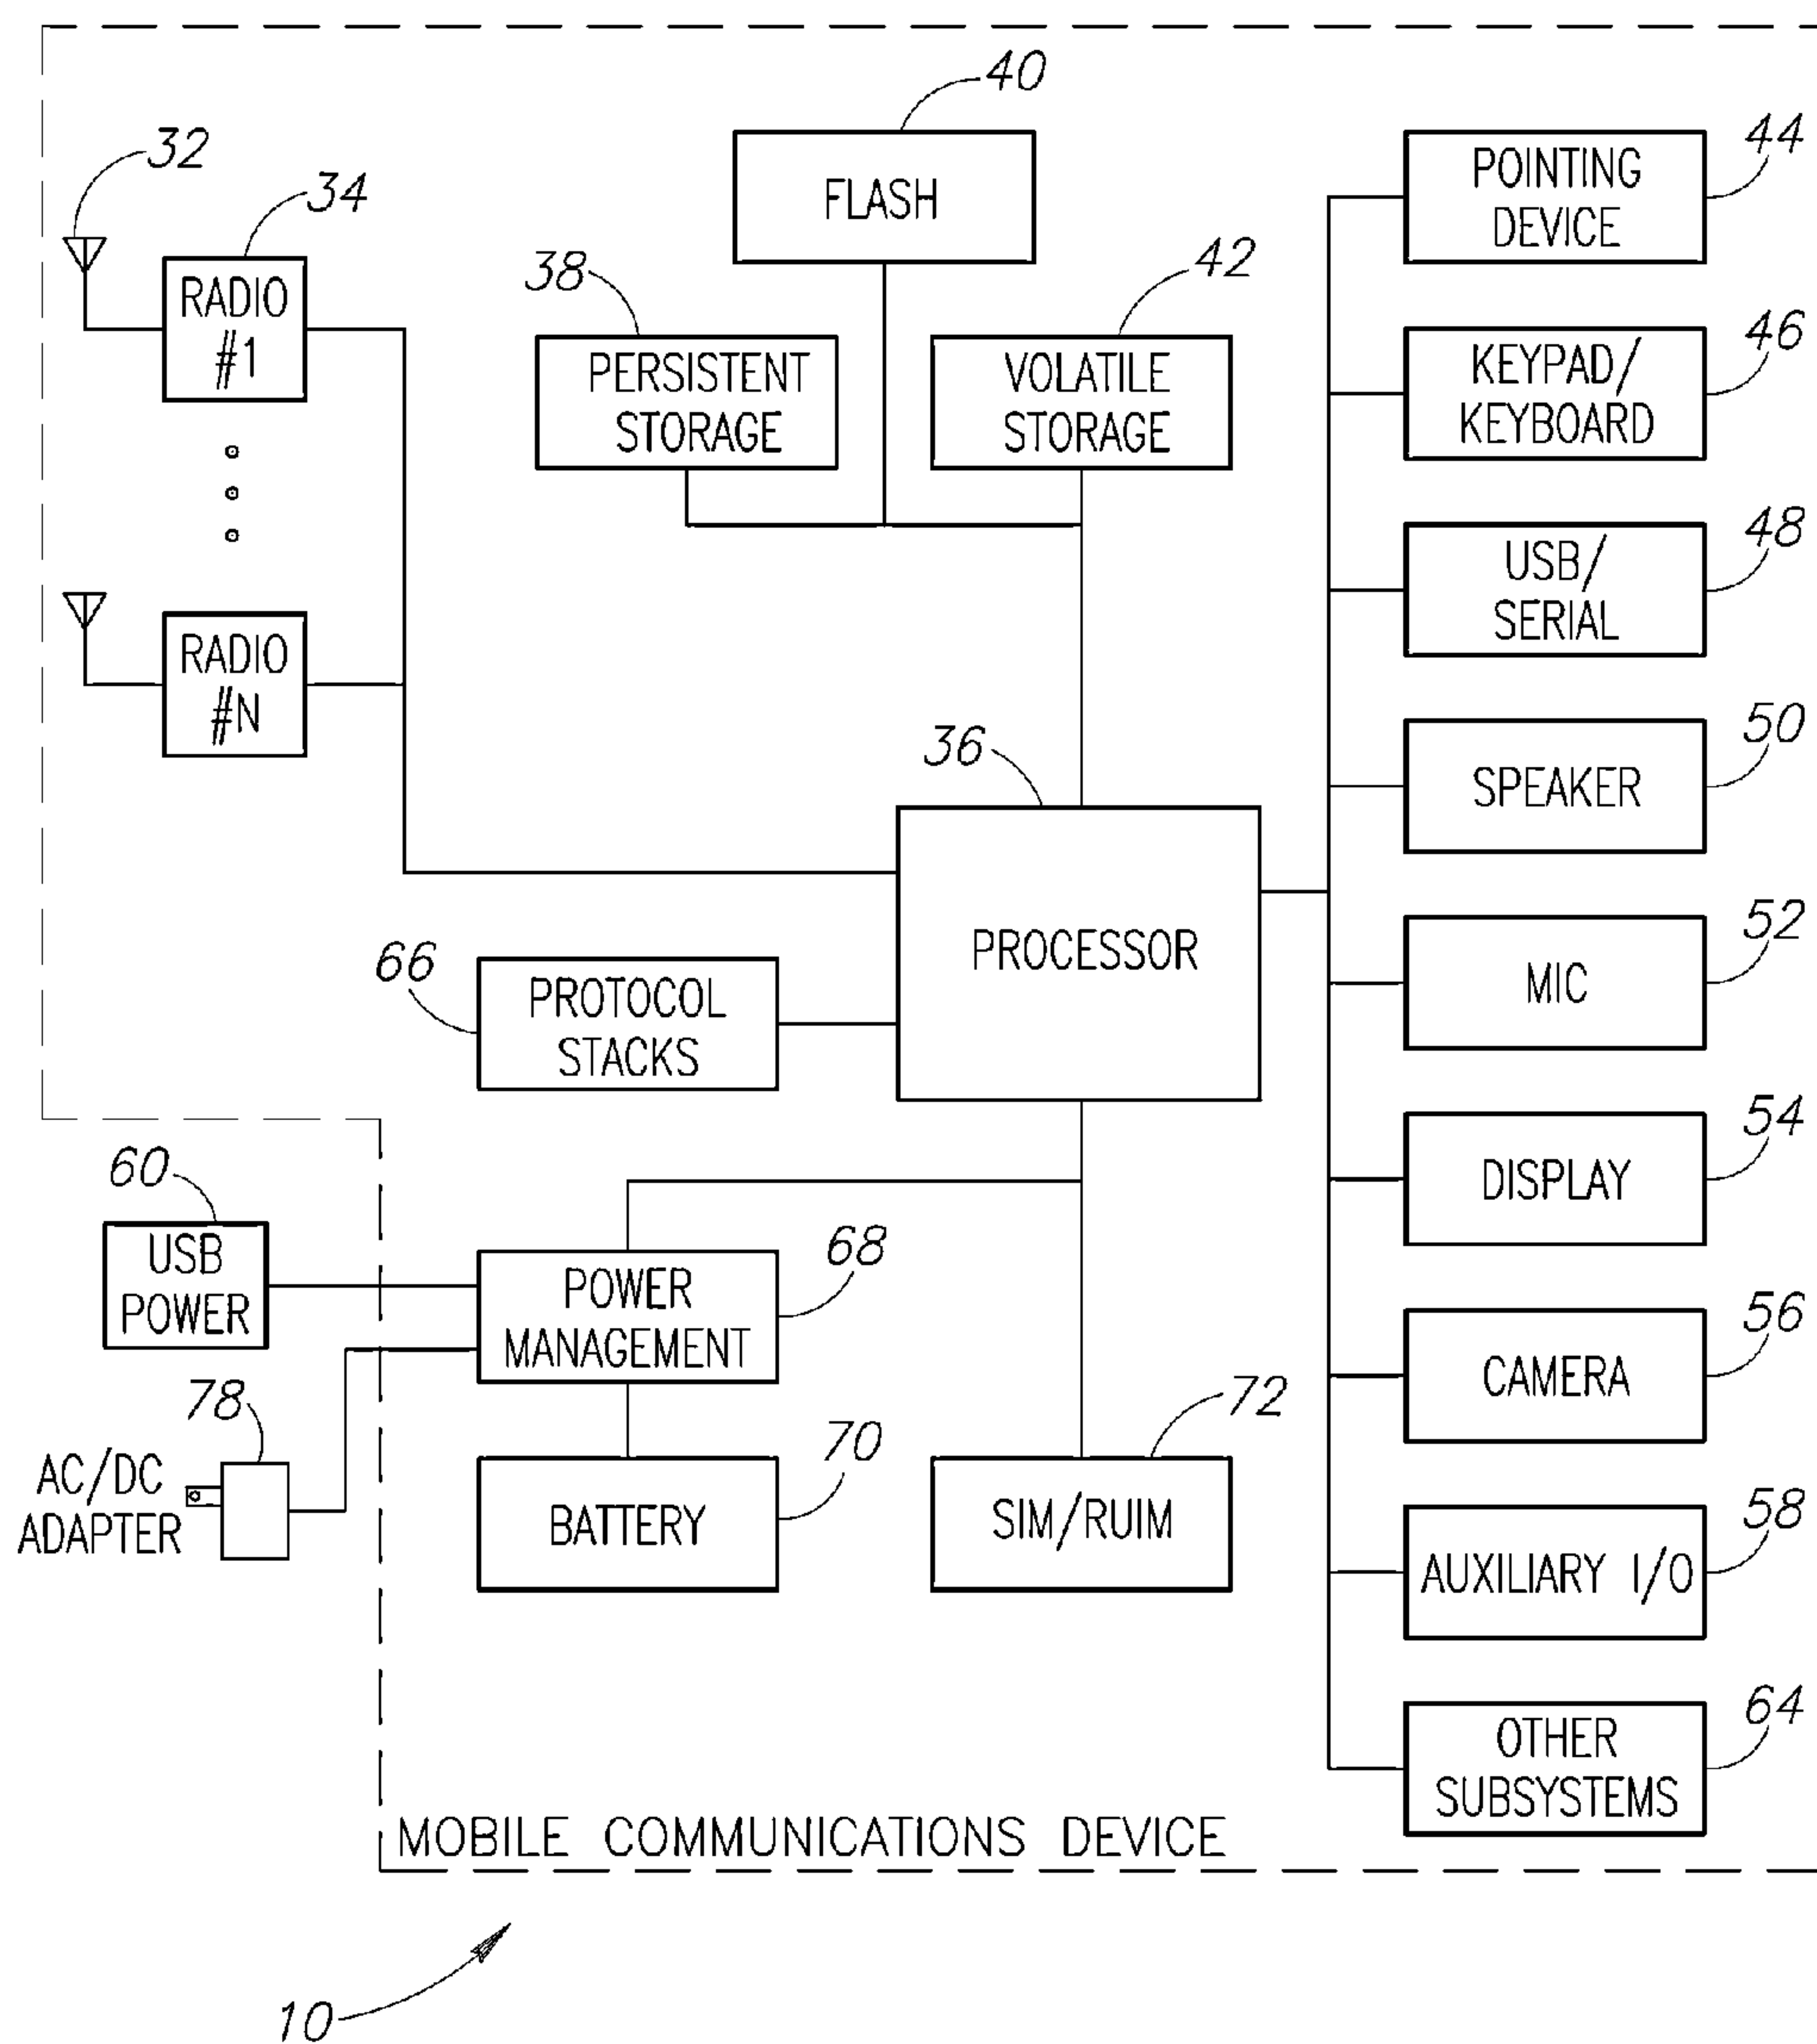 40
32
44
POINTING
DEVICE
34
FLASH
RADIO
#1
38
42
46
PERSISTENT
STORAGE
VOLATILE
STORAGE
KEYPAD/
KEYBOARD
48
USB/
SERIAL
RADIO
#N
36
50
SPEAKER
PROCESSOR
52
MIC
66
PROTOCOL
STACKS
54
DISPLAY
60
USB
POWER
68
POWER
MANAGEMENT
56
CAMERA
78
AC/DC
ADAPTER
70
BATTERY
72
SIM/RUIM
58
AUXILIARY I/O
64
OTHER
SUBSYSTEMS
MOBILE COMMUNICATIONS DEVICE
10